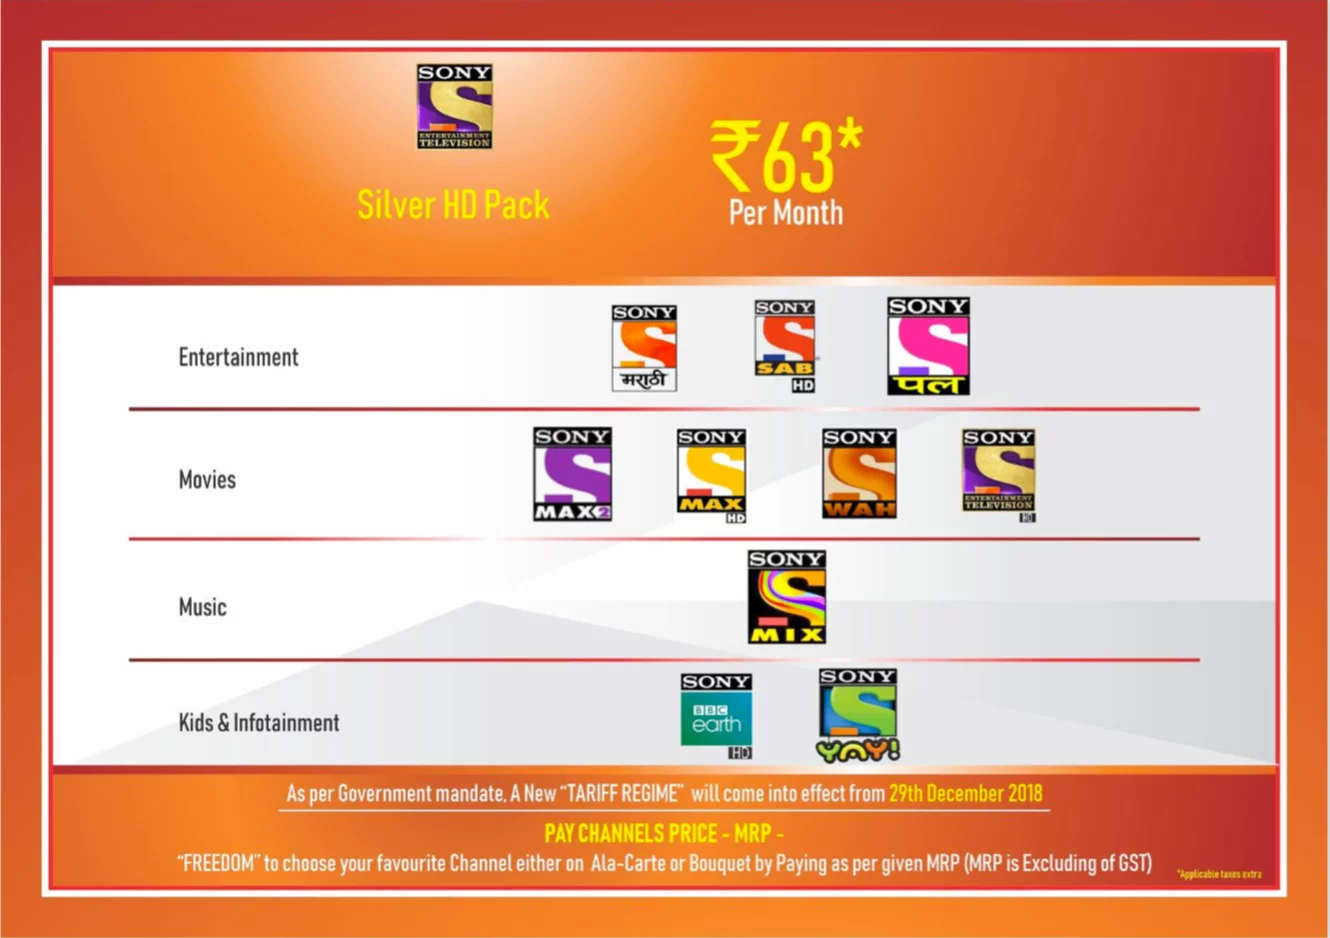 SONY
ENTERTAINMENT
TELEVISION
Silver HD Pack
₹63*
Per Month
Entertainment
SONY
मराठी
SONY
SAB
HD
SONY
पल
Movies
SONY
MAX2
SONY
MAX
HD
SONY
WAH
SONY
ENTERTAINMENT
TELEVISION
HD
Music
SONY
MIX
Kids & Infotainment
SONY
BBC
earth
HD
SONY
YAY!
As per Government mandate, A New “TARIFF REGIME” will come into effect from 29th December 2018
PAY CHANNELS PRICE - MRP -
“FREEDOM” to choose your favourite Channel either on Ala-Carte or Bouquet by Paying as per given MRP (MRP is Excluding of GST)
*Applicable taxes extra